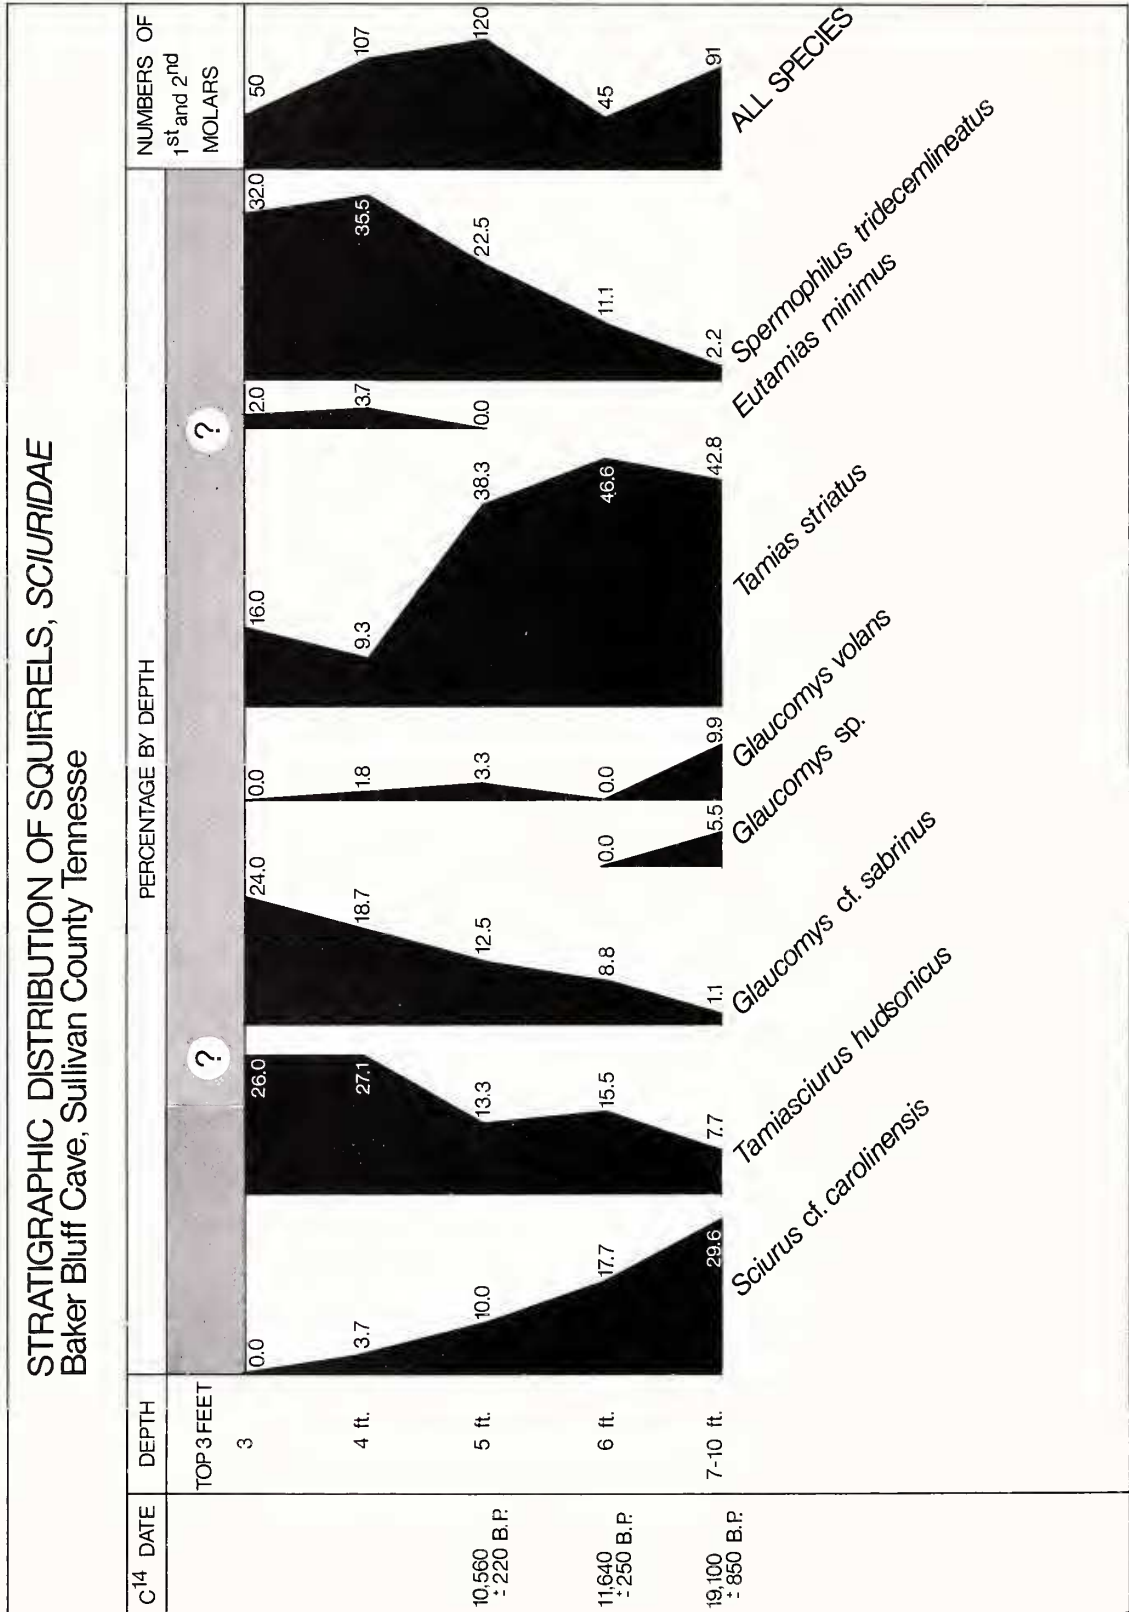 STRATIGRAPHIC DISTRIBUTION OF SQUIRRELS, SCIURIDAE
Baker Bluff Cave, Sullivan County Tennesse
C14 DATE
DEPTH
PERCENTAGE BY DEPTH
NUMBERS OF
1st and 2nd
MOLARS
TOP 3 FEET
?
?
3
0.0
26.0
24.0
0.0
16.0
2.0
32.0
50
4 ft.
3.7
27.1
18.7
1.8
9.3
3.7
35.5
107
10,560
± 220 B.P.
5 ft.
10.0
13.3
12.5
3.3
38.3
0.0
22.5
120
11,640
± 250 B.P.
6 ft.
17.7
15.5
8.8
0.0
0.0
46.6
11.1
45
19,100
± 850 B.P.
7-10 ft.
29.6
7.7
1.1
5.5
9.9
42.8
2.2
91
Sciurus cf. carolinensis
Tamiasciurus hudsonicus
Glaucomys cf. sabrinus
Glaucomys sp.
Glaucomys volans
Tamias striatus
Eutamias minimus
Spermophilus tridecemlineatus
ALL SPECIES